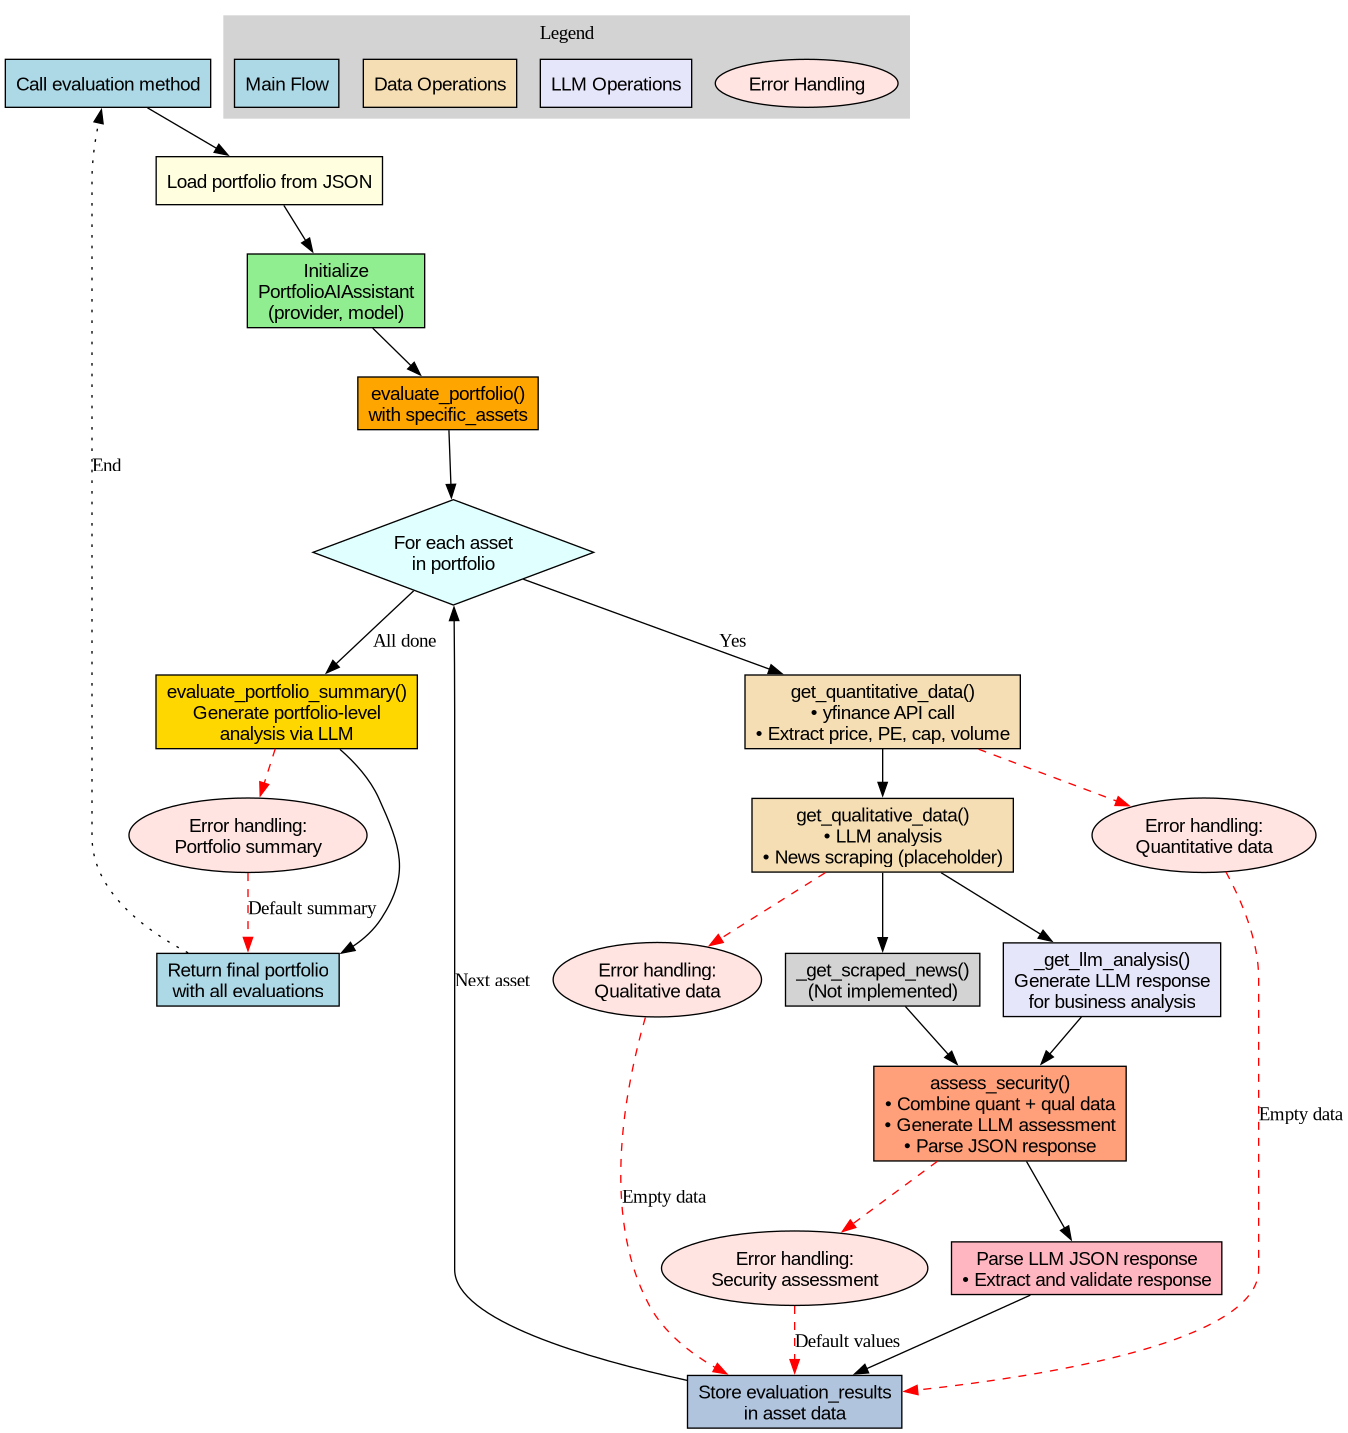 Legend
Call evaluation method
Main Flow
Data Operations
LLM Operations
Error Handling
Load portfolio from JSON
Initialize
PortfolioAIAssistant
(provider, model)
evaluate_portfolio()
with specific_assets
End
For each asset
in portfolio
All done
Yes
evaluate_portfolio_summary()
Generate portfolio-level
analysis via LLM
get_quantitative_data()
• yfinance API call
• Extract price, PE, cap, volume
Error handling:
Portfolio summary
get_qualitative_data()
• LLM analysis
• News scraping (placeholder)
Error handling:
Quantitative data
Default summary
Return final portfolio
with all evaluations
Next asset
Error handling:
Qualitative data
_get_scraped_news()
(Not implemented)
_get_llm_analysis()
Generate LLM response
for business analysis
assess_security()
• Combine quant + qual data
• Generate LLM assessment
• Parse JSON response
Empty data
Empty data
Error handling:
Security assessment
Parse LLM JSON response
• Extract and validate response
Default values
Store evaluation_results
in asset data